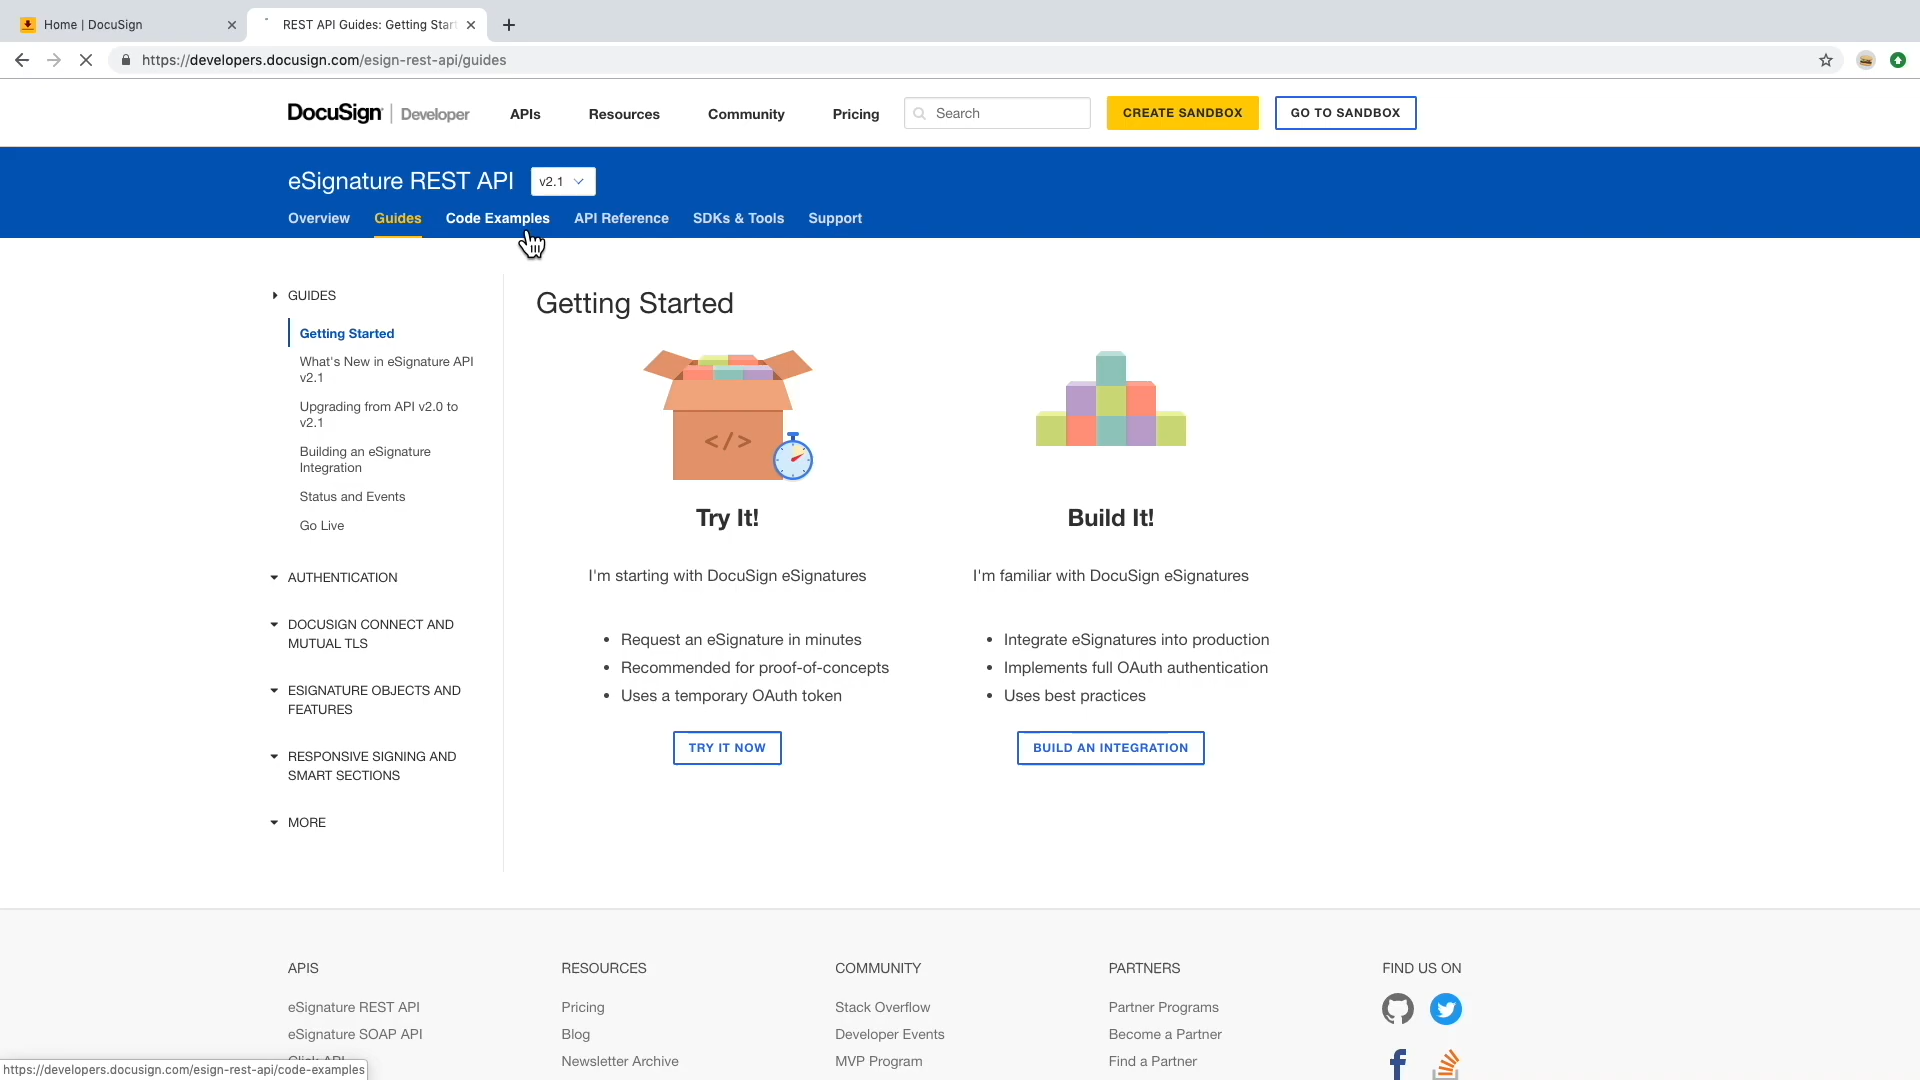 Home | DocuSign
REST API Guides: Getting Start
https://developers.docusign.com/esign-rest-api/guides
DocuSign | Developer
APIs
Resources
Community
Pricing
Search
CREATE SANDBOX
GO TO SANDBOX
eSignature REST API
v2.1
Overview
Guides
Code Examples
API Reference
SDKs & Tools
Support
GUIDES
Getting Started
What's New in eSignature API
v2.1
Upgrading from API v2.0 to
v2.1
Building an eSignature
Integration
Status and Events
Go Live
AUTHENTICATION
DOCUSIGN CONNECT AND
MUTUAL TLS
ESIGNATURE OBJECTS AND
FEATURES
RESPONSIVE SIGNING AND
SMART SECTIONS
MORE
Getting Started
</>
Try It!
I'm starting with DocuSign eSignatures
• Request an eSignature in minutes
• Recommended for proof-of-concepts
• Uses a temporary OAuth token
TRY IT NOW
Build It!
I'm familiar with DocuSign eSignatures
• Integrate eSignatures into production
• Implements full OAuth authentication
• Uses best practices
BUILD AN INTEGRATION
APIS
eSignature REST API
eSignature SOAP API
Click API
RESOURCES
Pricing
Blog
Newsletter Archive
COMMUNITY
Stack Overflow
Developer Events
MVP Program
PARTNERS
Partner Programs
Become a Partner
Find a Partner
FIND US ON
https://developers.docusign.com/esign-rest-api/code-examples